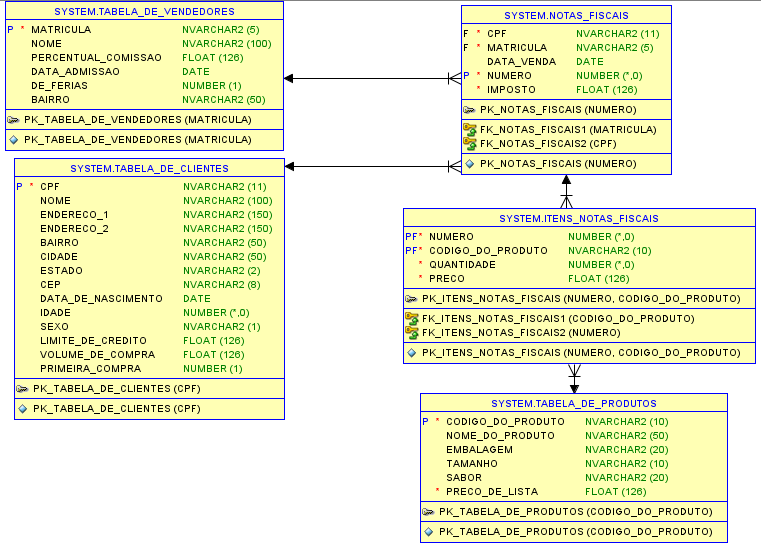 SYSTEM.TABELA_DE_VENDEDORES
P * MATRICULA NVARCHAR2 (5)
NOME NVARCHAR2 (100)
PERCENTUAL_COMISSAO FLOAT (126)
DATA_ADMISSAO DATE
DE_FERIAS NUMBER (1)
BAIRRO NVARCHAR2 (50)
PK_TABELA_DE_VENDEDORES (MATRICULA)
PK_TABELA_DE_VENDEDORES (MATRICULA)
SYSTEM.NOTAS_FISCAIS
F * CPF NVARCHAR2 (11)
F * MATRICULA NVARCHAR2 (5)
DATA_VENDA DATE
P * NUMERO NUMBER (*,0)
* IMPOSTO FLOAT (126)
PK_NOTAS_FISCAIS (NUMERO)
FK_NOTAS_FISCAIS1 (MATRICULA)
FK_NOTAS_FISCAIS2 (CPF)
PK_NOTAS_FISCAIS (NUMERO)
SYSTEM.TABELA_DE_CLIENTES
P * CPF NVARCHAR2 (11)
NOME NVARCHAR2 (100)
ENDERECO_1 NVARCHAR2 (150)
ENDERECO_2 NVARCHAR2 (150)
BAIRRO NVARCHAR2 (50)
CIDADE NVARCHAR2 (50)
ESTADO NVARCHAR2 (2)
CEP NVARCHAR2 (8)
DATA_DE_NASCIMENTO DATE
IDADE NUMBER (*,0)
SEXO NVARCHAR2 (1)
LIMITE_DE_CREDITO FLOAT (126)
VOLUME_DE_COMPRA FLOAT (126)
PRIMEIRA_COMPRA NUMBER (1)
PK_TABELA_DE_CLIENTES (CPF)
PK_TABELA_DE_CLIENTES (CPF)
SYSTEM.ITENS_NOTAS_FISCAIS
PF* NUMERO NUMBER (*,0)
PF* CODIGO_DO_PRODUTO NVARCHAR2 (10)
* QUANTIDADE NUMBER (*,0)
* PRECO FLOAT (126)
PK_ITENS_NOTAS_FISCAIS (NUMERO, CODIGO_DO_PRODUTO)
FK_ITENS_NOTAS_FISCAIS1 (CODIGO_DO_PRODUTO)
FK_ITENS_NOTAS_FISCAIS2 (NUMERO)
PK_ITENS_NOTAS_FISCAIS (NUMERO, CODIGO_DO_PRODUTO)
SYSTEM.TABELA_DE_PRODUTOS
P * CODIGO_DO_PRODUTO NVARCHAR2 (10)
NOME_DO_PRODUTO NVARCHAR2 (50)
EMBALAGEM NVARCHAR2 (20)
TAMANHO NVARCHAR2 (10)
SABOR NVARCHAR2 (20)
* PRECO_DE_LISTA FLOAT (126)
PK_TABELA_DE_PRODUTOS (CODIGO_DO_PRODUTO)
PK_TABELA_DE_PRODUTOS (CODIGO_DO_PRODUTO)